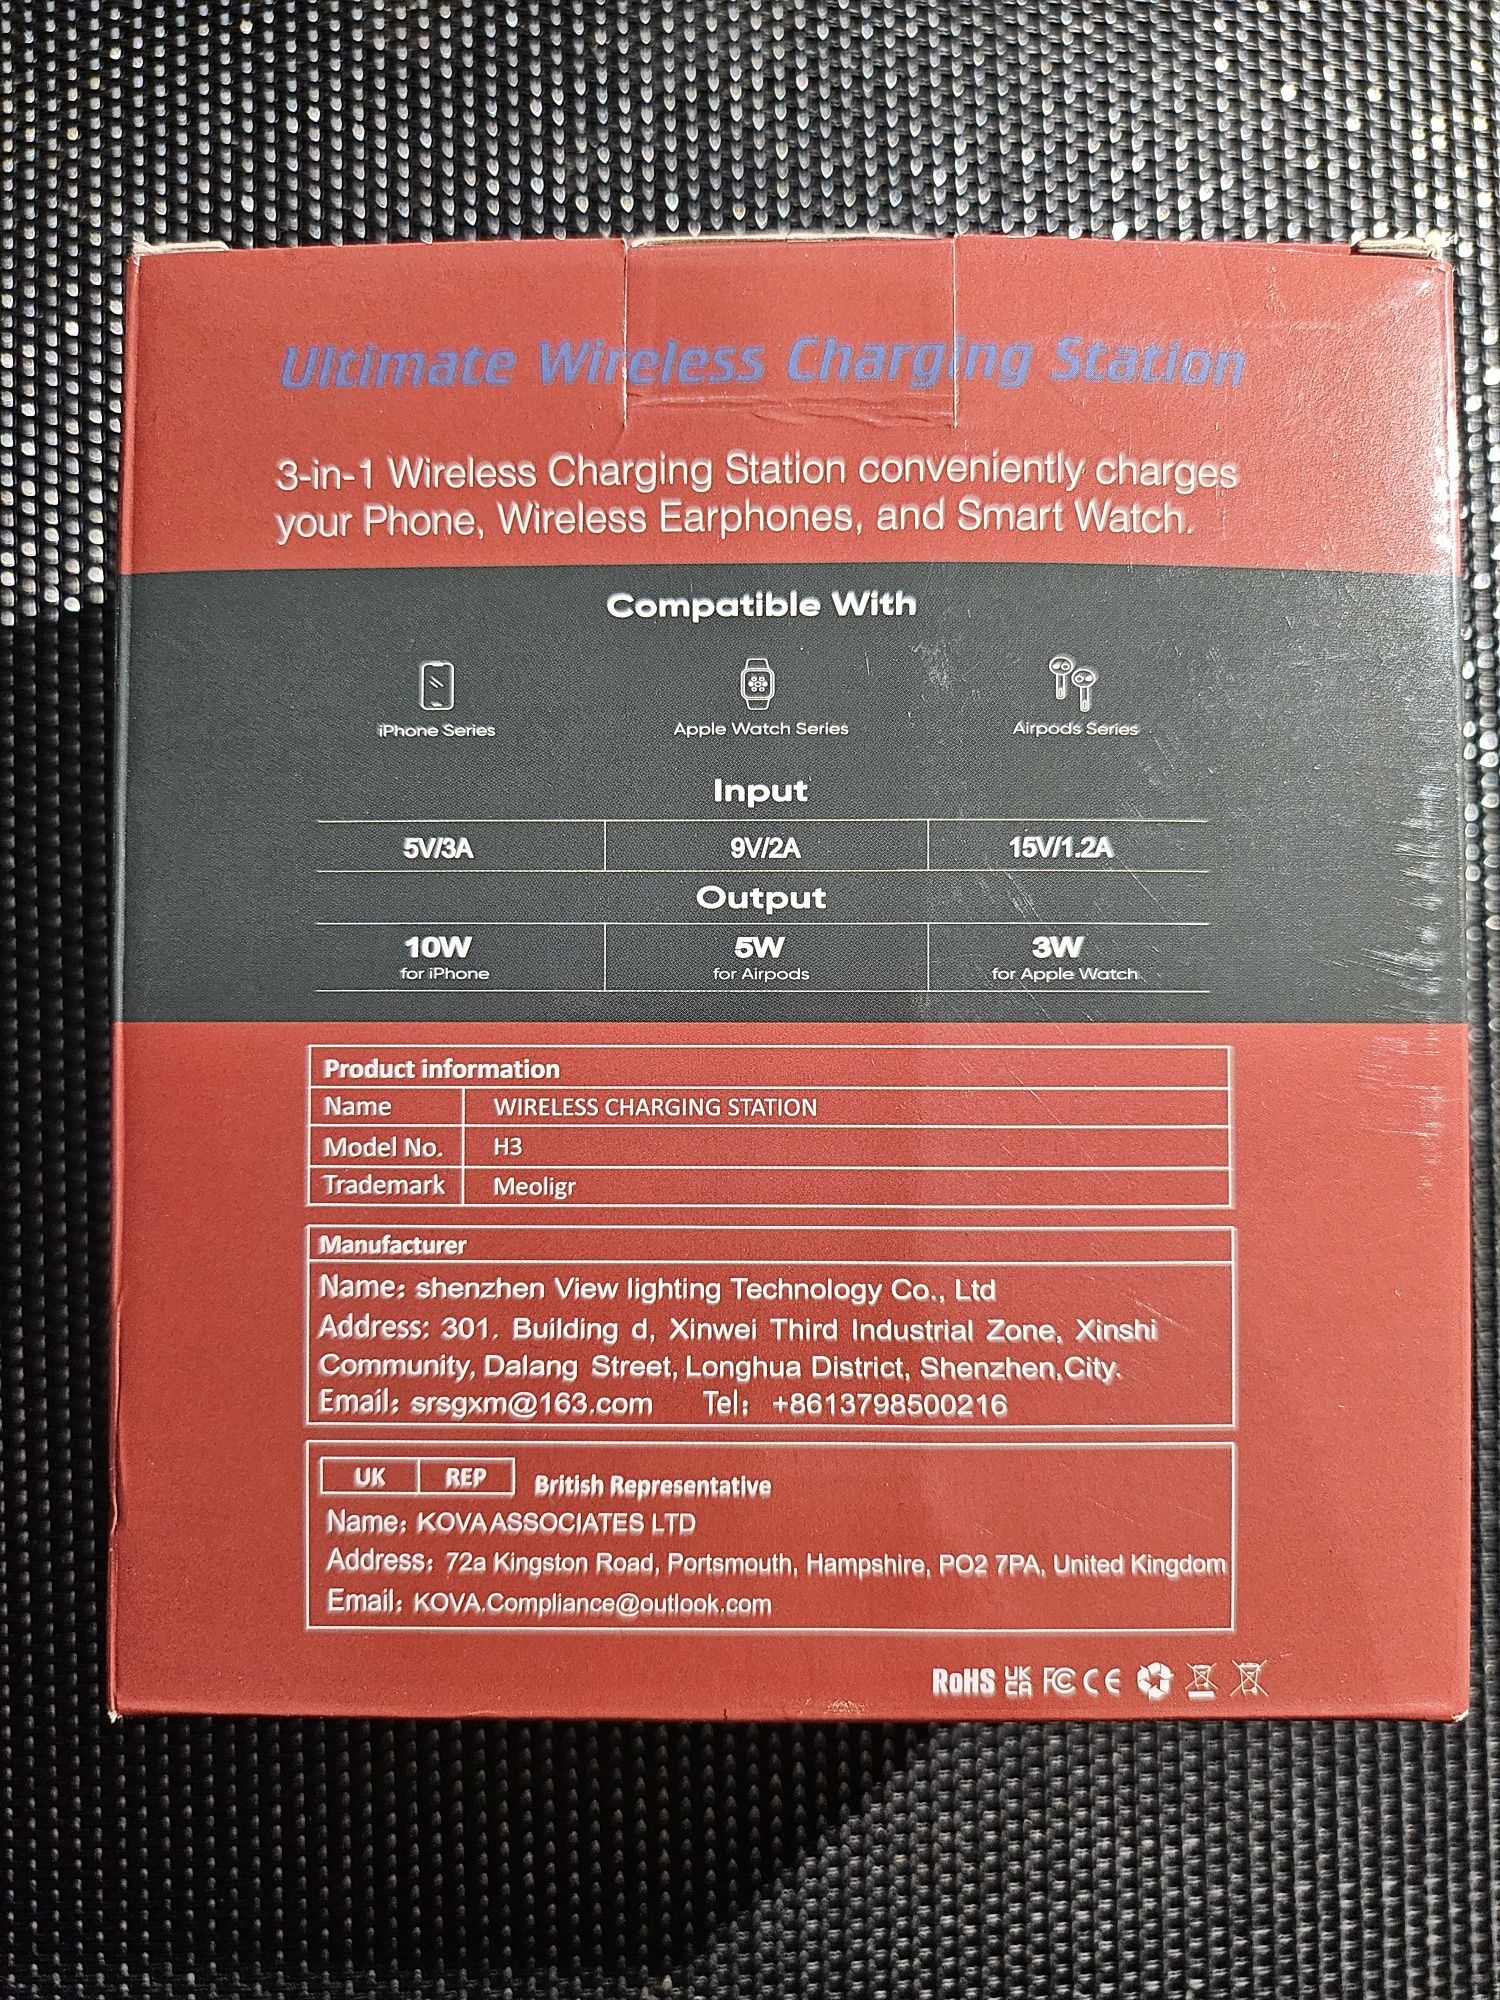 Ultimate Wireless Charging Station
3-in-1 Wireless Charging Station conveniently charges
your Phone, Wireless Earphones, and Smart Watch.
Compatible With
iPhone Series
Apple Watch Series
Airpods Series
Input
5V/3A
9V/2A
15V/1.2A
Output
10W
for iPhone
5W
for Airpods
3W
for Apple Watch
Product information
Name WIRELESS CHARGING STATION
Model No. H3
Trademark Meoligr
Manufacturer
Name: shenzhen View lighting Technology Co., Ltd
Address: 301. Building d, Xinwei Third Industrial Zone, Xinshi
Community, Dalang Street, Longhua District, Shenzhen,City.
Email: srsgxm@163.com Tel: +8613798500216
UK REP British Representative
Name: KOVA ASSOCIATES LTD
Address: 72a Kingston Road, Portsmouth, Hampshire, PO2 7PA, United Kingdom
Email: KOVA.Compliance@outlook.com
RoHS UK CA FC CE